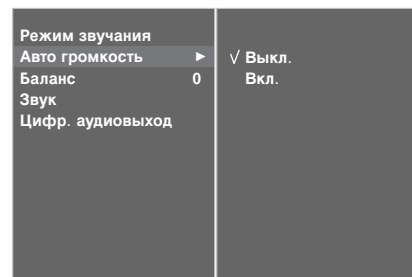 Режим звучания
Авто громкость ►
Баланс 0
Звук
Цифр. аудиовыход
√ Выкл.
Вкл.